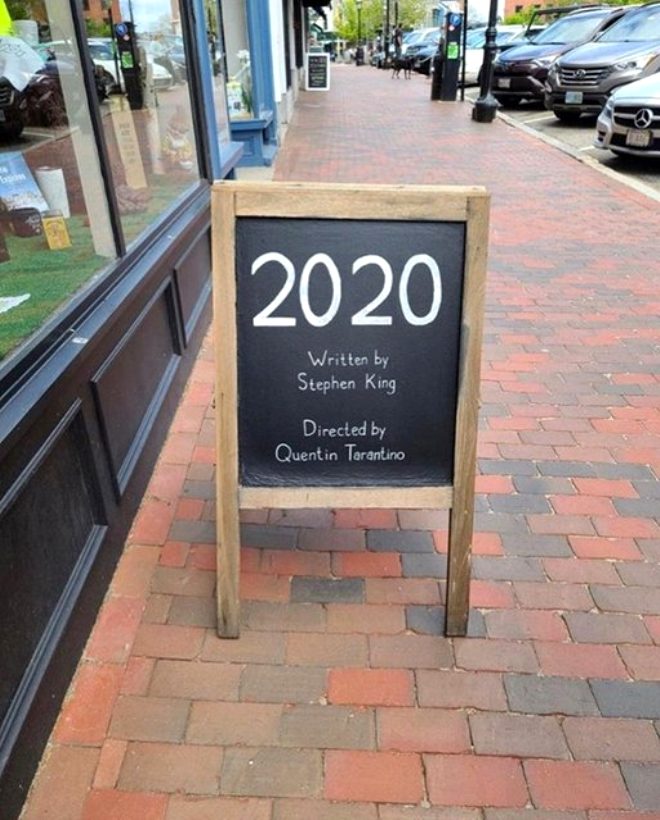 2020
Written by
Stephen King
Directed by
Quentin Tarantino